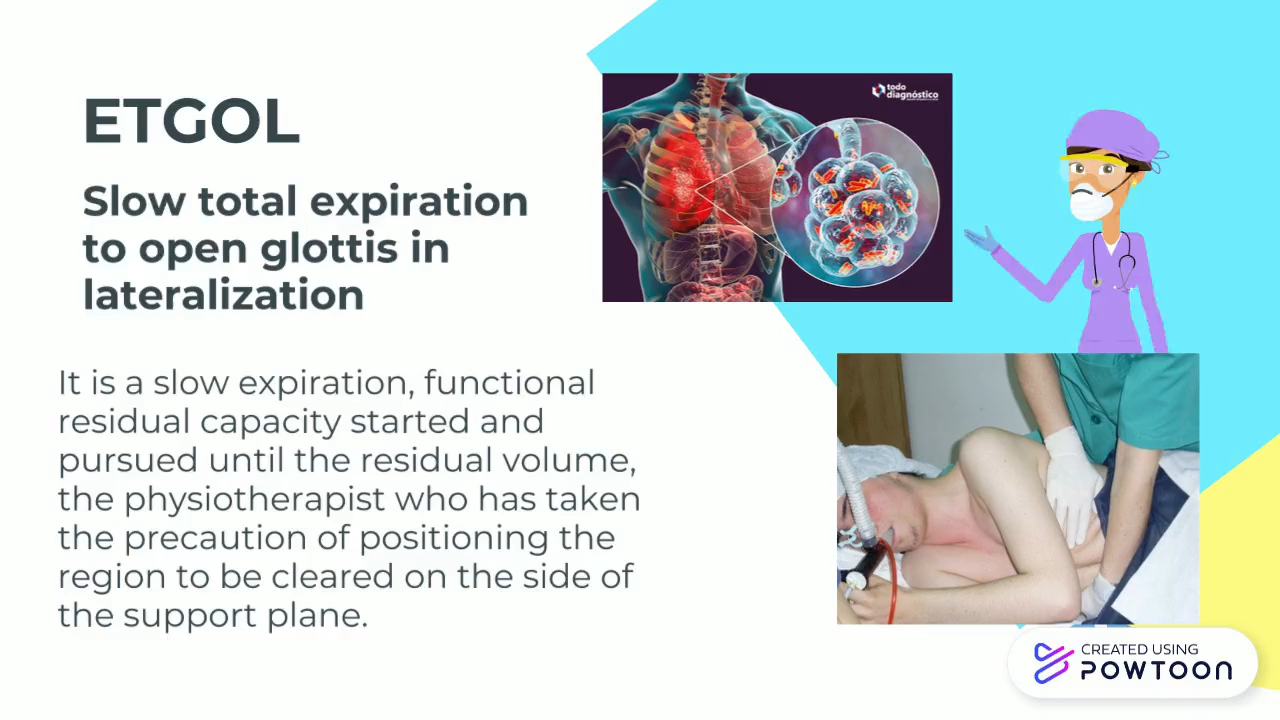 ETGOL
Slow total expiration
to open glottis in
lateralization
It is a slow expiration, functional
residual capacity started and
pursued until the residual volume,
the physiotherapist who has taken
the precaution of positioning the
region to be cleared on the side of
the support plane.
todo
diagnóstico
CREATED USING
POWTOON